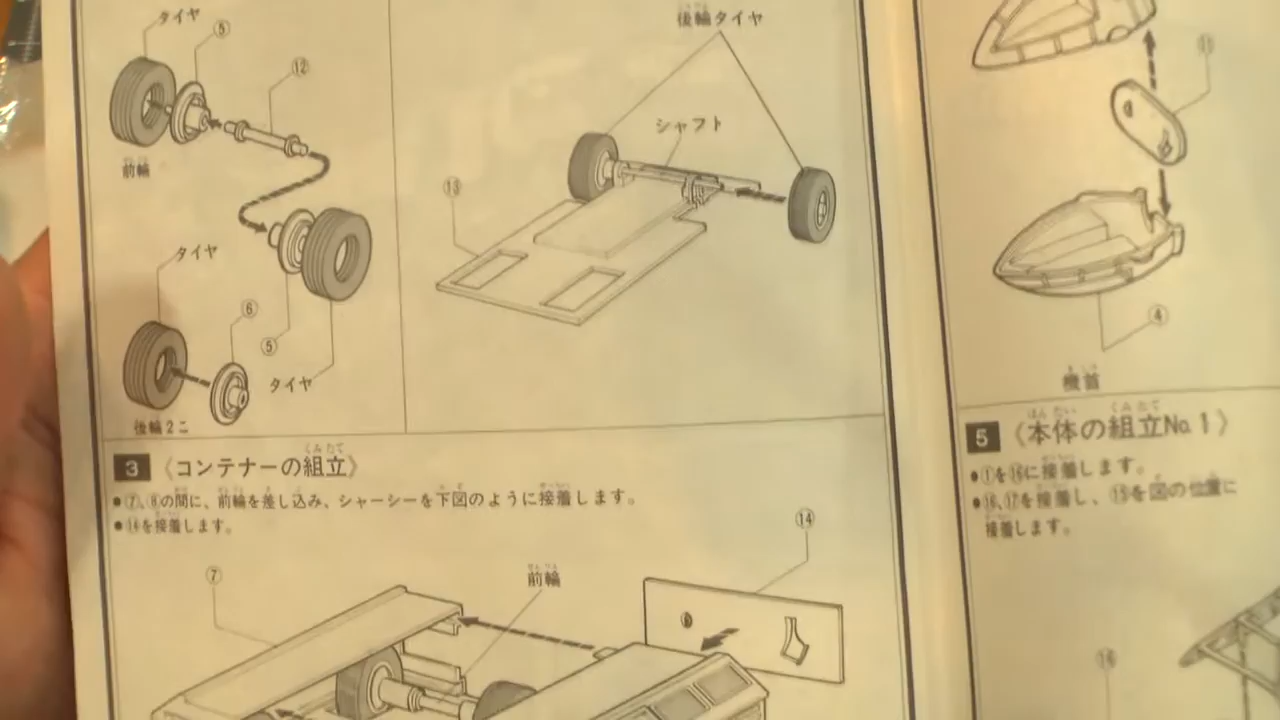 タイヤ
⑤
⑫
前輪
タイヤ
⑥
⑤
タイヤ
後輪2こ
後輪タイヤ
シャフト
⑬
3 《コンテナーの組立》
●⑦、⑧の間に、前輪を差し込み、シャーシーを下図のように接着します。
●⑭を接着します。
⑦
前輪
⑭
⑪
④
機首
5 《本体の組立No.1》
●①を⑯に接着します。
●⑯、⑰を接着し、⑮を図の位置に
接着します。